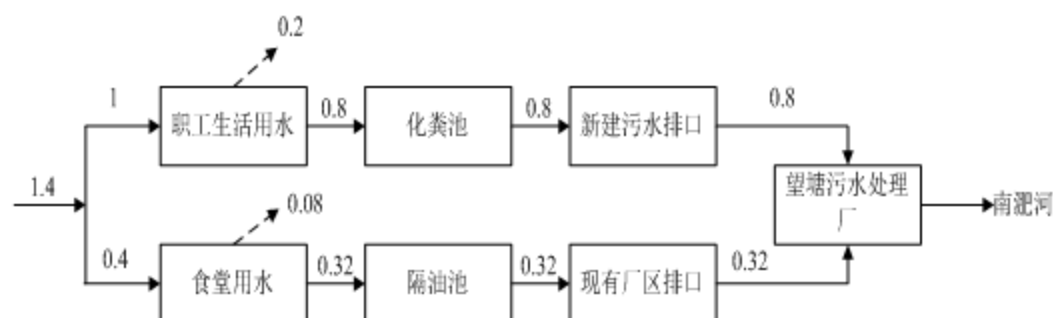 0.2
1
职工生活用水
0.8
化粪池
0.8
新建污水排口
0.8
1.4
望塘污水处理
厂
南淝河
0.08
0.4
食堂用水
0.32
隔油池
0.32
现有厂区排口
0.32